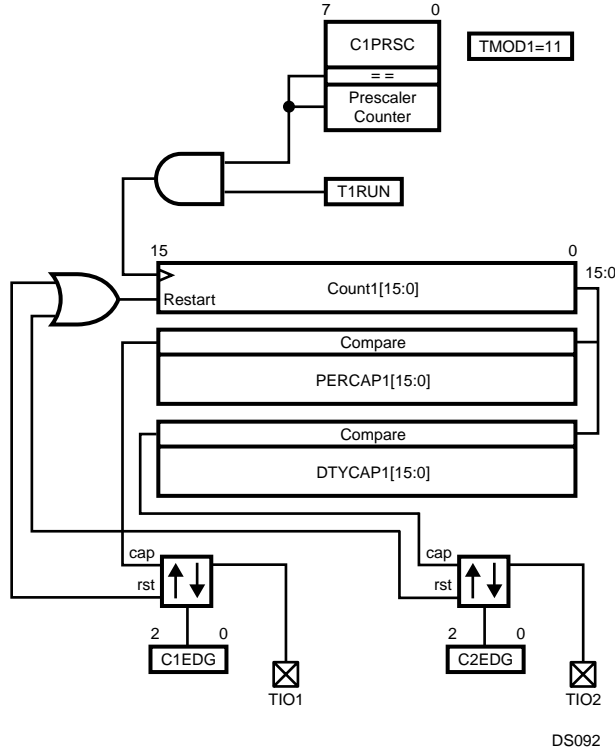 7 0
C1PRSC
TMOD1=11
= =
Prescaler
Counter
T1RUN
15 0
15:0
Count1[15:0]
Restart
Compare
PERCAP1[15:0]
Compare
DTYCAP1[15:0]
cap
rst
cap
rst
2 0
2 0
C1EDG
C2EDG
TIO1
TIO2
DS092